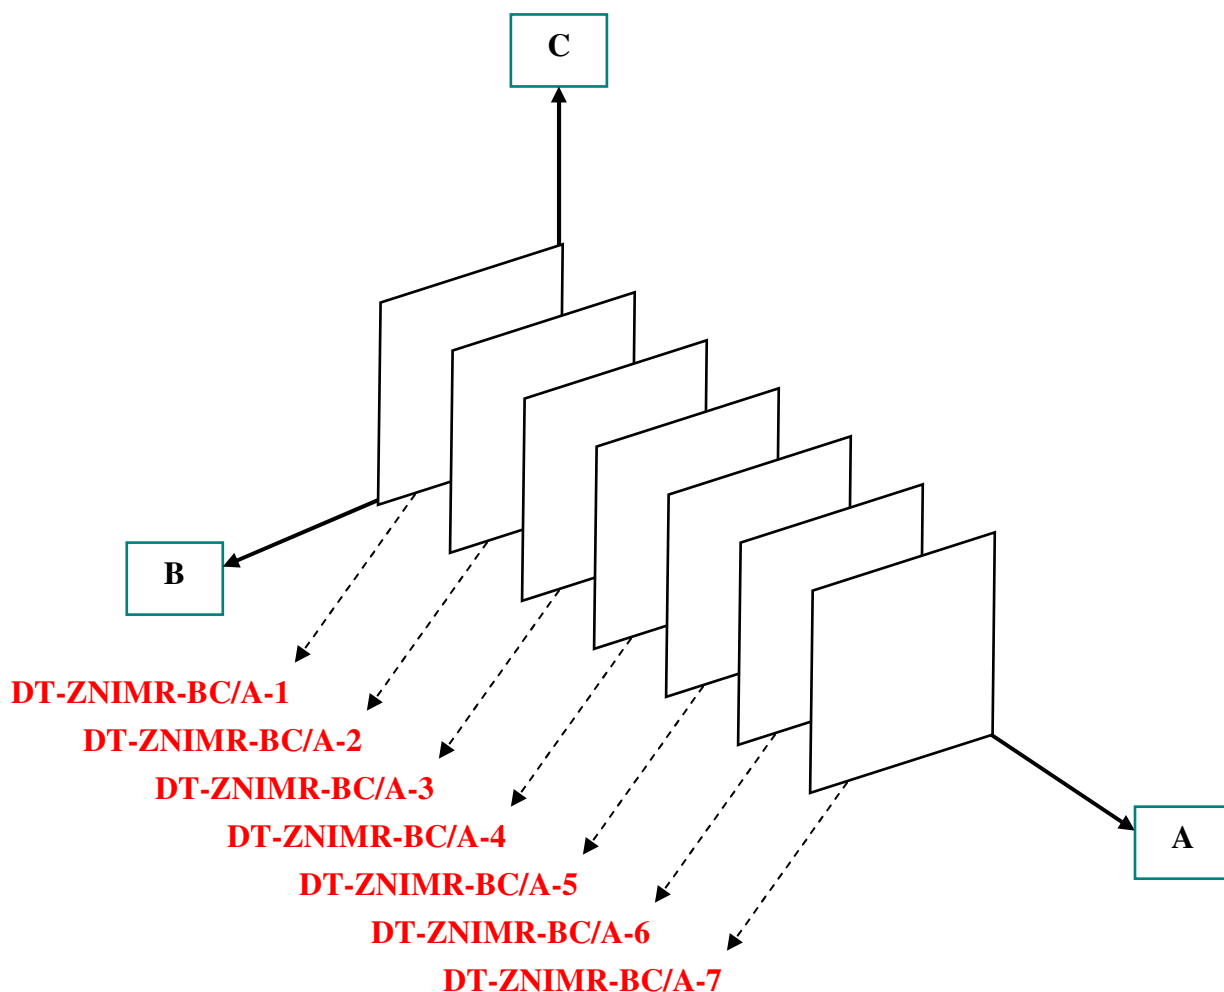 C
B
DT-ZNIMR-BC/A-1
DT-ZNIMR-BC/A-2
DT-ZNIMR-BC/A-3
DT-ZNIMR-BC/A-4
A
DT-ZNIMR-BC/A-5
DT-ZNIMR-BC/A-6
DT-ZNIMR-BC/A-7